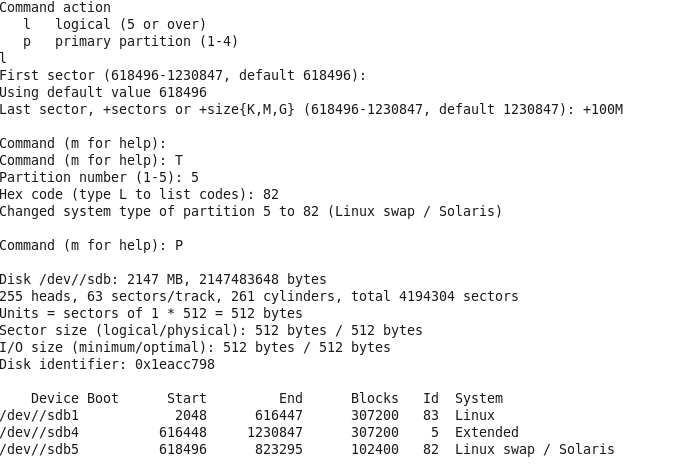 Command action
   l   logical (5 or over)
   p   primary partition (1-4)
l
First sector (618496-1230847, default 618496):
Using default value 618496
Last sector, +sectors or +size{K,M,G} (618496-1230847, default 1230847): +100M

Command (m for help):
Command (m for help): T
Partition number (1-5): 5
Hex code (type L to list codes): 82
Changed system type of partition 5 to 82 (Linux swap / Solaris)

Command (m for help): P

Disk /dev//sdb: 2147 MB, 2147483648 bytes
255 heads, 63 sectors/track, 261 cylinders, total 4194304 sectors
Units = sectors of 1 * 512 = 512 bytes
Sector size (logical/physical): 512 bytes / 512 bytes
I/O size (minimum/optimal): 512 bytes / 512 bytes
Disk identifier: 0x1eacc798

    Device Boot      Start         End      Blocks   Id  System
/dev//sdb1            2048      616447      307200   83  Linux
/dev//sdb4          616448     1230847      307200    5  Extended
/dev//sdb5          618496      823295      102400   82  Linux swap / Solaris